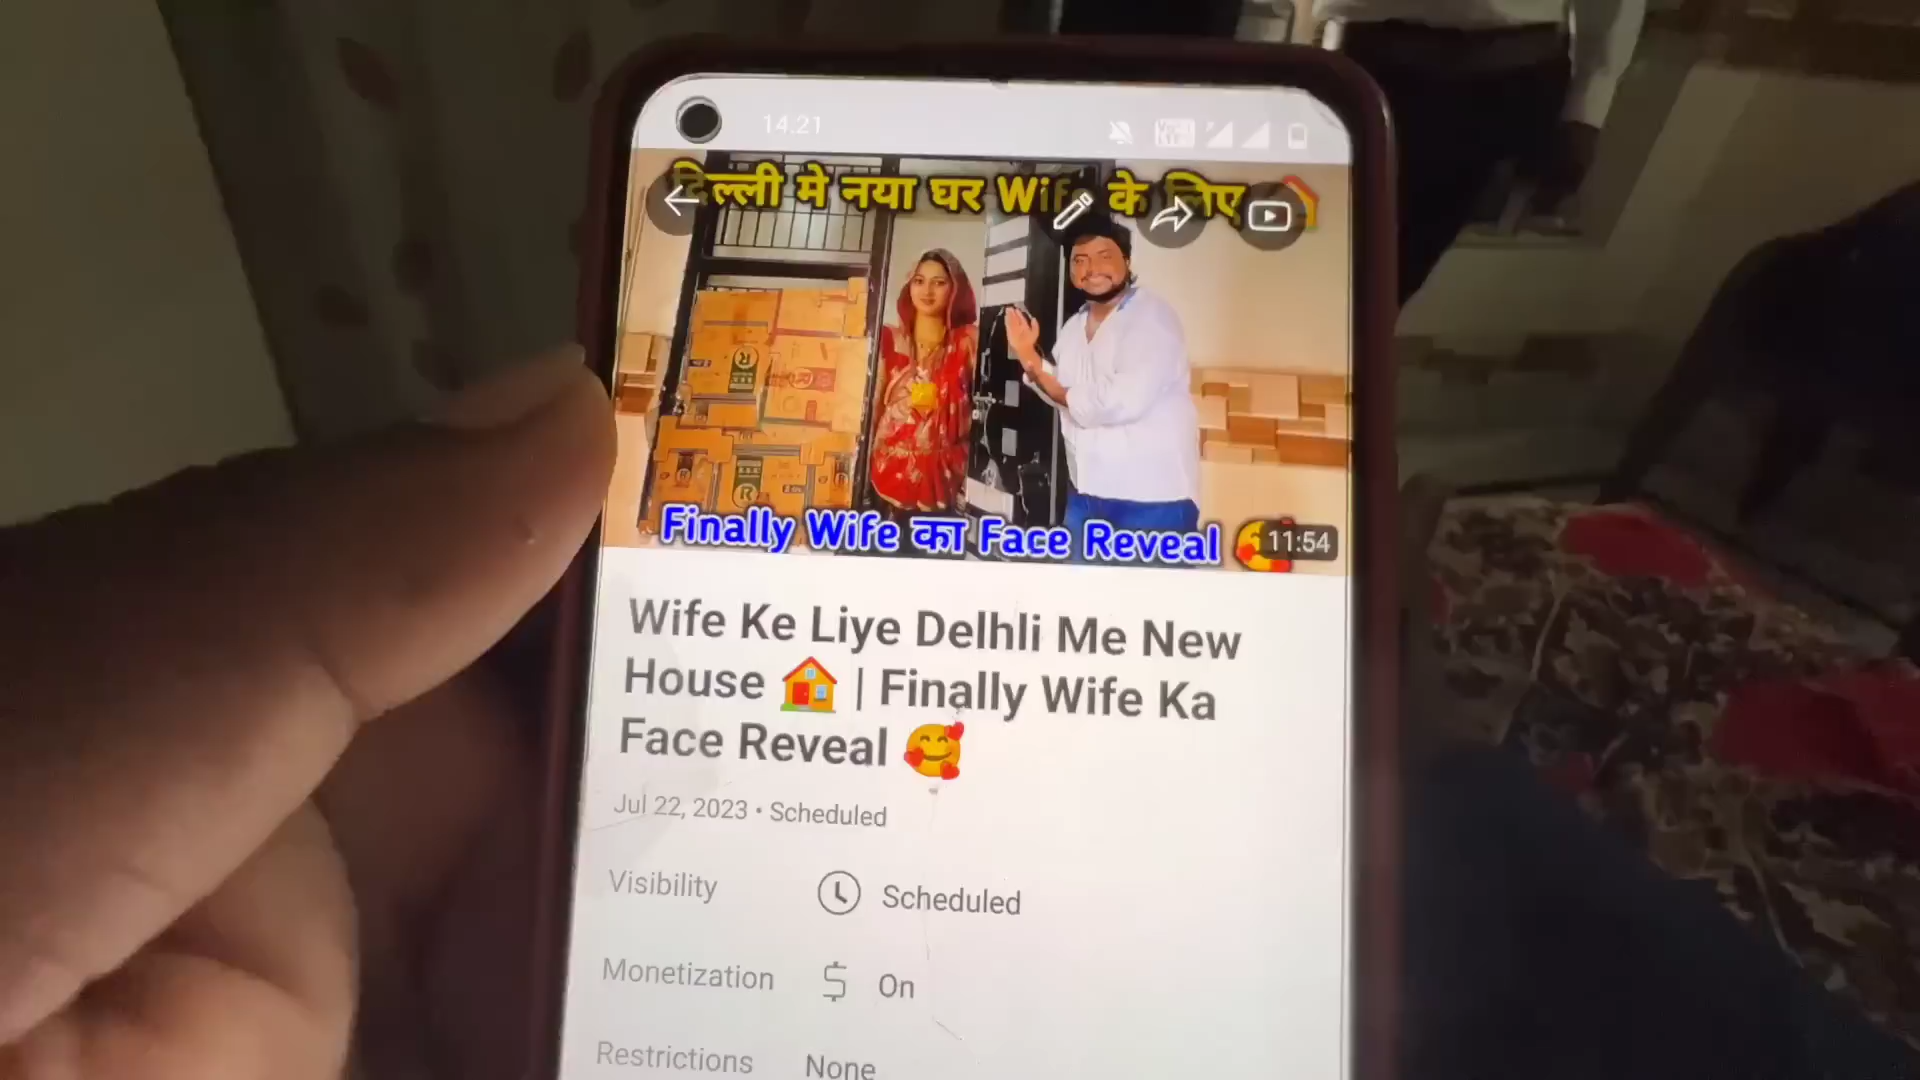 14.21
दिल्ली मे नया घर Wife के लिए
Finally Wife का Face Reveal
11:54
Wife Ke Liye Delhli Me New
House 🏠 | Finally Wife Ka
Face Reveal 🥰
Jul 22, 2023 • Scheduled
Visibility Scheduled
Monetization On
Restrictions None